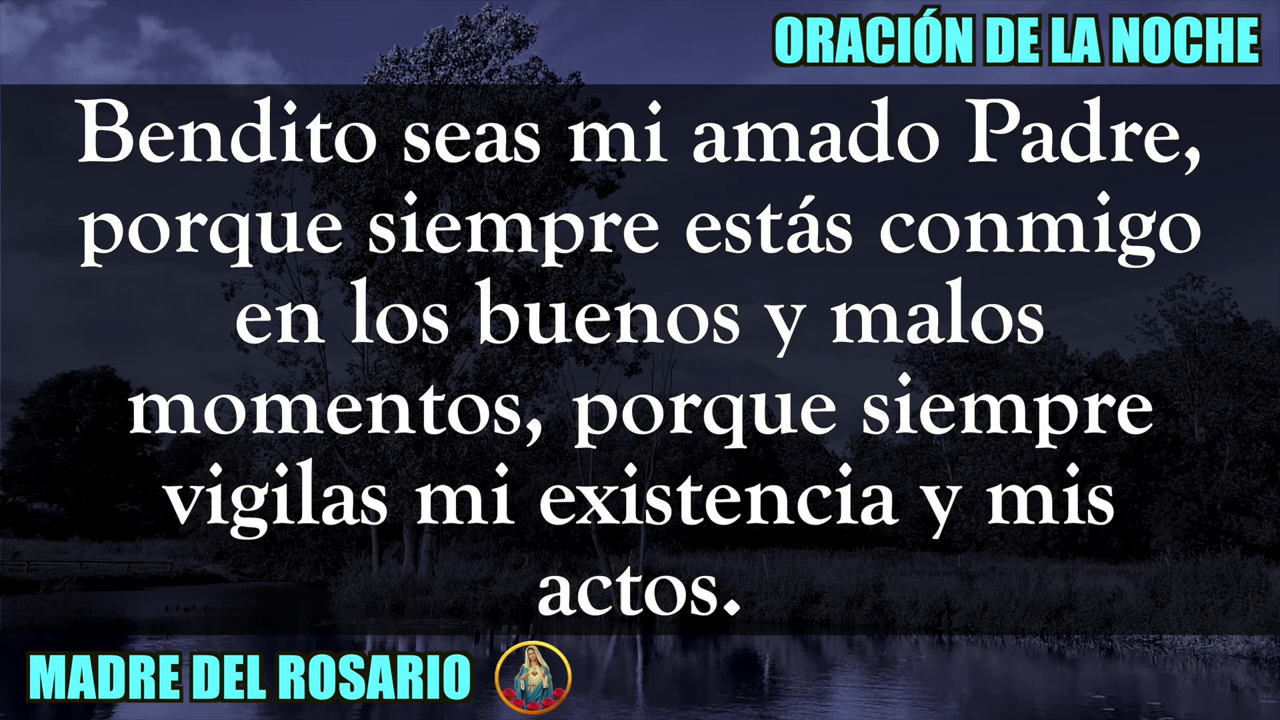 ORACIÓN DE LA NOCHE
Bendito seas mi amado Padre,
porque siempre estás conmigo
en los buenos y malos
momentos, porque siempre
vigilas mi existencia y mis
actos.
MADRE DEL ROSARIO